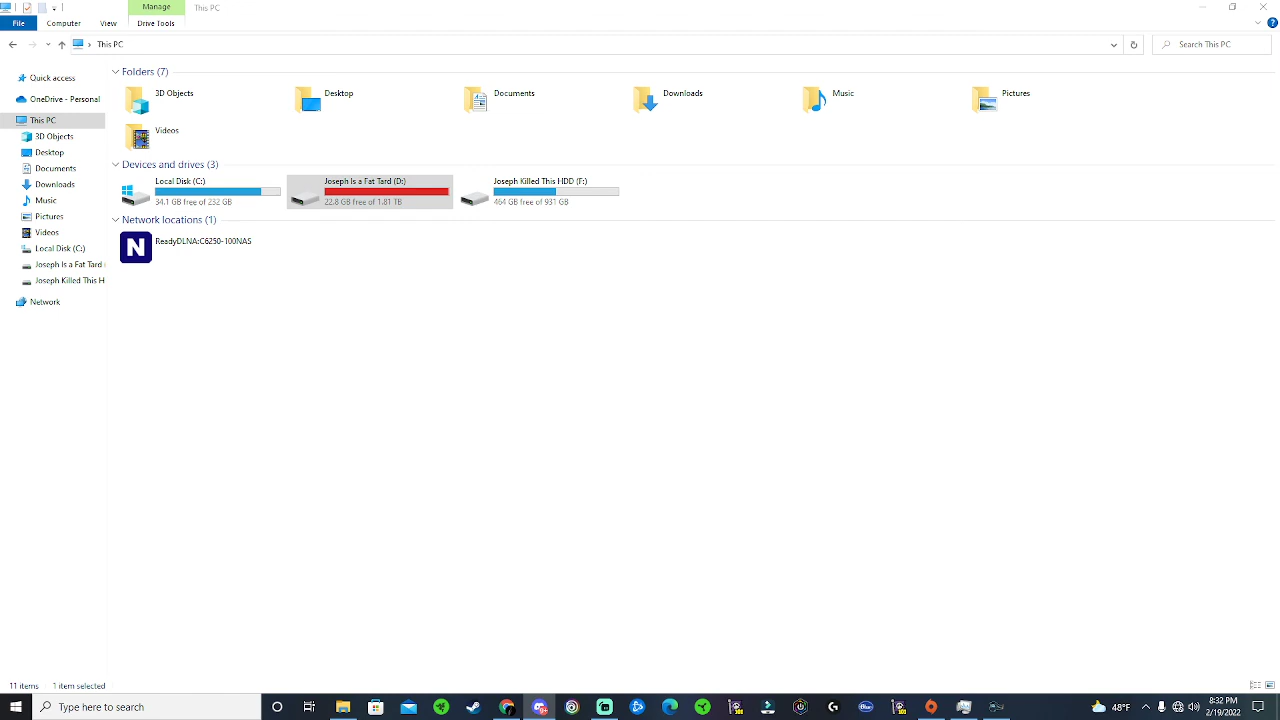 Manage
This PC
File
Computer
View
Drive Tools
This PC
Search This PC
Quick access
OneDrive - Personal
This PC
3D Objects
Desktop
Documents
Downloads
Music
Pictures
Videos
Local Disk (C:)
Joseph Is a Fat Tard (
Joseph Killed This H
Network
Folders (7)
3D Objects
Desktop
Documents
Downloads
Music
Pictures
Videos
Devices and drives (3)
Local Disk (C:)
34.1 GB free of 232 GB
Joseph Is a Fat Tard (D:)
22.8 GB free of 1.81 TB
Joseph Killed This HDD (F:)
464 GB free of 931 GB
Network locations (1)
N
ReadyDLNA:C6250-100NAS
11 items
1 item selected
Type here to search
48°F
8:32 PM